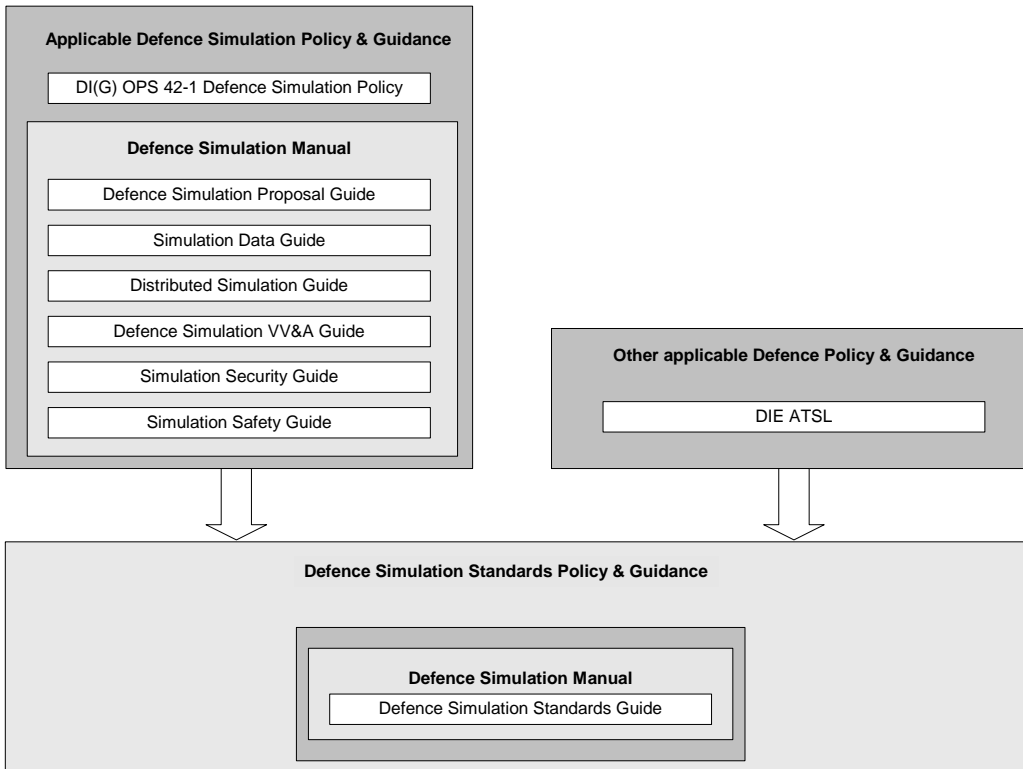 Applicable Defence Simulation Policy & Guidance
DI(G) OPS 42-1 Defence Simulation Policy
Defence Simulation Manual
Defence Simulation Proposal Guide
Simulation Data Guide
Distributed Simulation Guide
Defence Simulation VV&A Guide
Simulation Security Guide
Simulation Safety Guide
Other applicable Defence Policy & Guidance
DIE ATSL
Defence Simulation Standards Policy & Guidance
Defence Simulation Manual
Defence Simulation Standards Guide